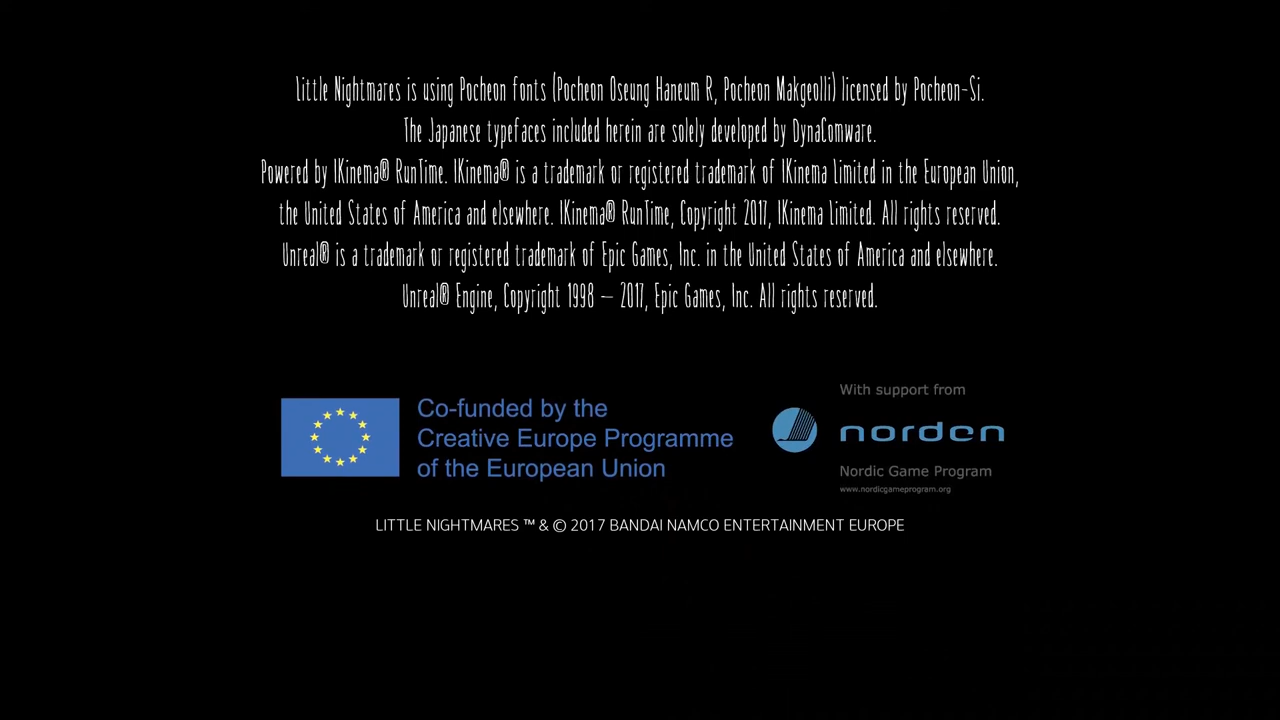 Little Nightmares is using Pocheon fonts (Pocheon Oseung Haneum R, Pocheon Makgeolli) licensed by Pocheon-Si.
The Japanese typefaces included herein are solely developed by DynaComware.
Powered by IKinema® RunTime. IKinema® is a trademark or registered trademark of IKinema Limited in the European Union,
the United States of America and elsewhere. IKinema® RunTime, Copyright 2017, IKinema Limited. All rights reserved.
Unreal® is a trademark or registered trademark of Epic Games, Inc. in the United States of America and elsewhere.
Unreal® Engine, Copyright 1998 – 2017, Epic Games, Inc. All rights reserved.
Co-funded by the
Creative Europe Programme
of the European Union
With support from
norden
Nordic Game Program
www.nordicgameprogram.org
LITTLE NIGHTMARES ™ & © 2017 BANDAI NAMCO ENTERTAINMENT EUROPE